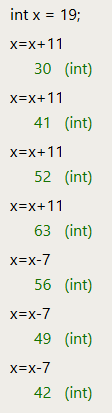 int x = 19;
x=x+11
30 (int)
x=x+11
41 (int)
x=x+11
52 (int)
x=x+11
63 (int)
x=x-7
56 (int)
x=x-7
49 (int)
x=x-7
42 (int)